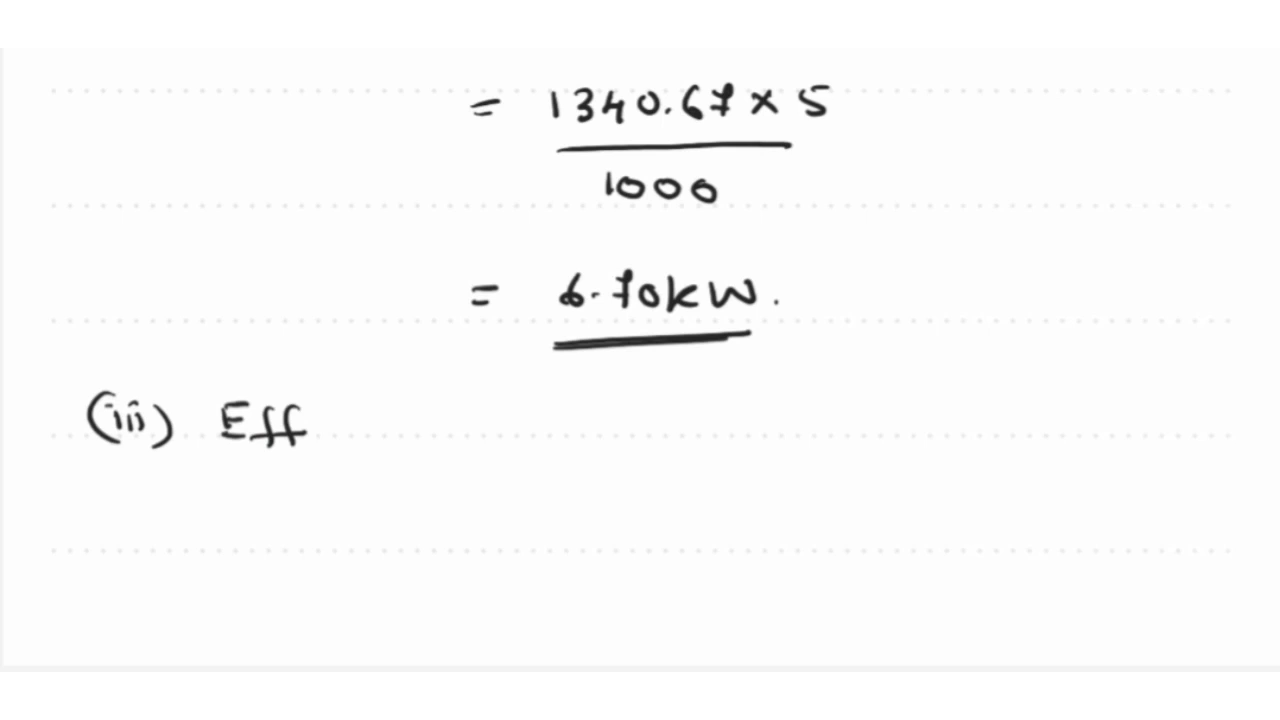 = 1340.67 × 5
1000
= 6.70kW.
(iii) Eff